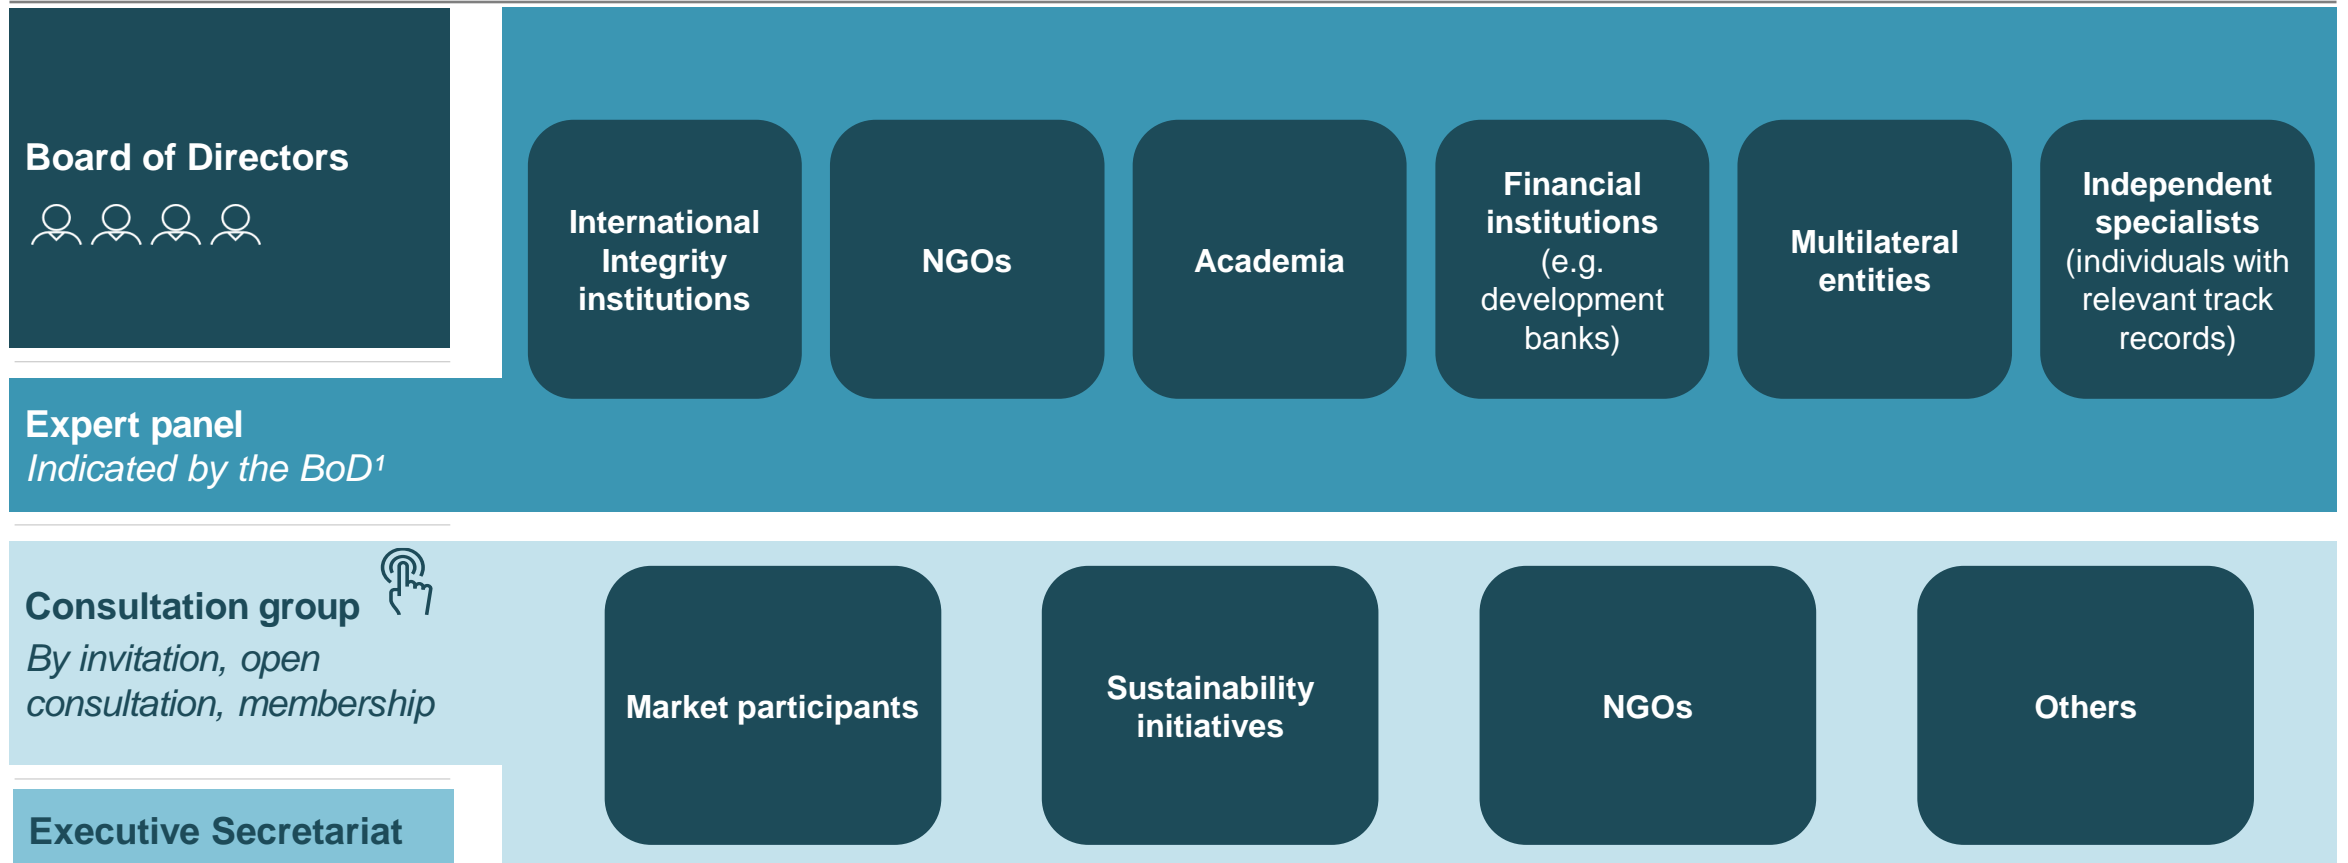 Board of Directors
Expert panel
Indicated by the BoD¹
International
Integrity
institutions
NGOs
Academia
Financial
institutions
(e.g.
development
banks)
Multilateral
entities
Independent
specialists
(individuals with
relevant track
records)
Consultation group
By invitation, open
consultation, membership
Market participants
Sustainability
initiatives
NGOs
Others
Executive Secretariat